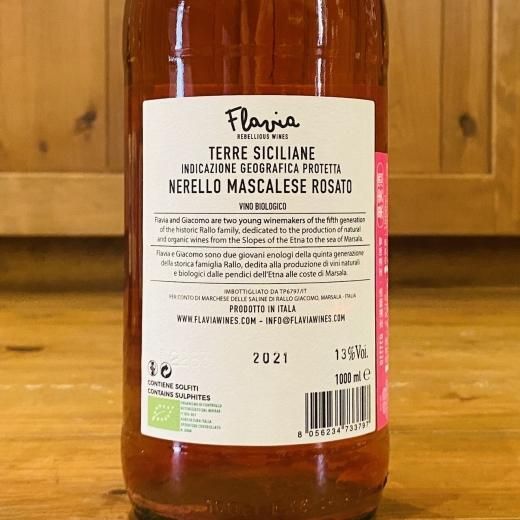 Flavia
REBELLIOUS WINES
TERRE SICILIANE
INDICAZIONE GEOGRAFICA PROTETTA
NERELLO MASCALESE ROSATO
VINO BIOLOGICO
Flavia and Giacomo are two young winemakers of the fifth generation
of the historic Rallo family, dedicated to the production of natural
and organic wines from the Slopes of the Etna to the sea of Marsala.
Flavia e Giacomo sono due giovani enologi della quinta generazione
della storica famiglia Rallo, dedita alla produzione di vini naturali
e biologici dalle pendici dell'Etna alle coste di Marsala.
IMBOTTIGLIATO DA TP6797/IT
PER CONTO DI MARCHESE DELLE SALINE DI RALLO GIACOMO, MARSALA - ITALIA
PRODOTTO IN ITALIA
WWW.FLAVIAWINES.COM – INFO@FLAVIAWINES.COM
2021
13%Vol.
1000 ml e
CONTIENE SOLFITI
CONTAINS SULPHITES
8 056234 733797